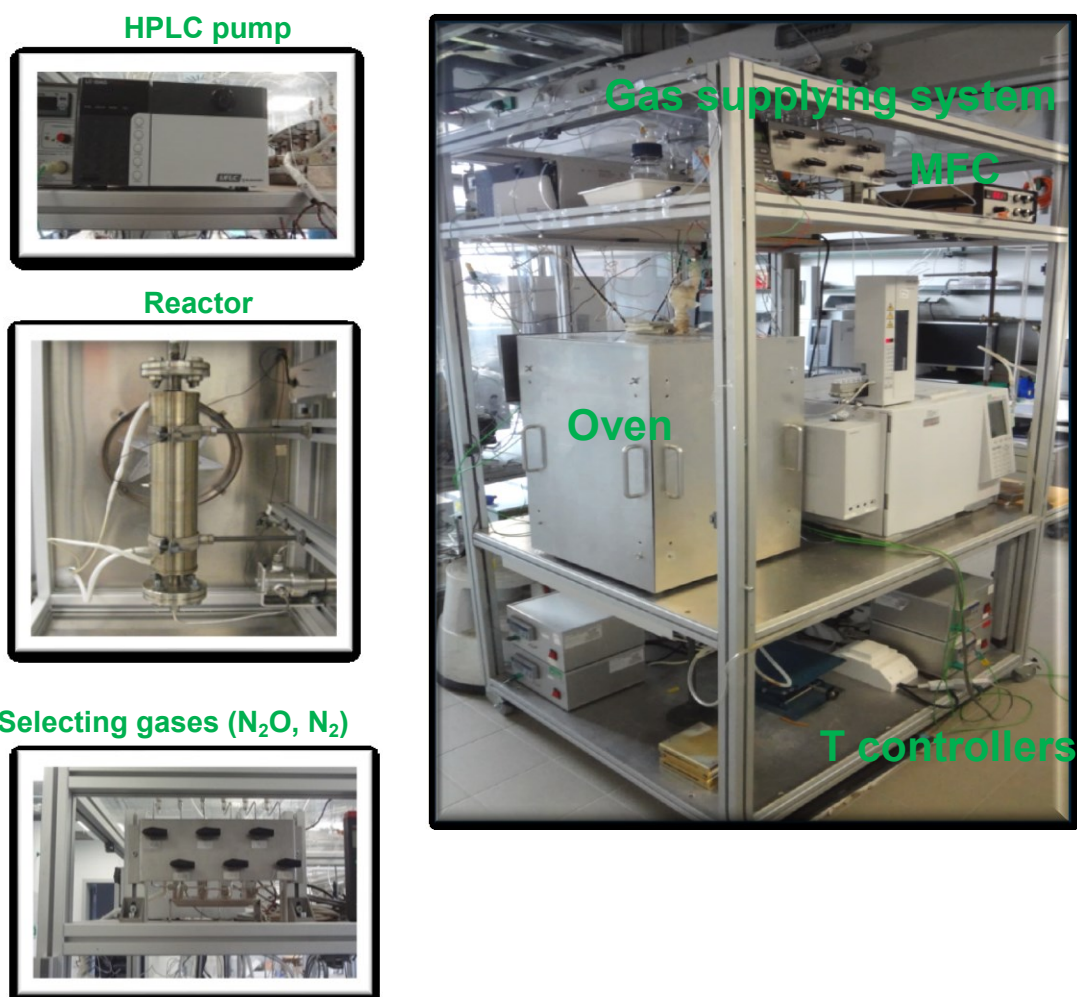 HPLC pump
Reactor
Selecting gases (N₂O, N₂)
Gas supplying system
MFC
Oven
T controllers